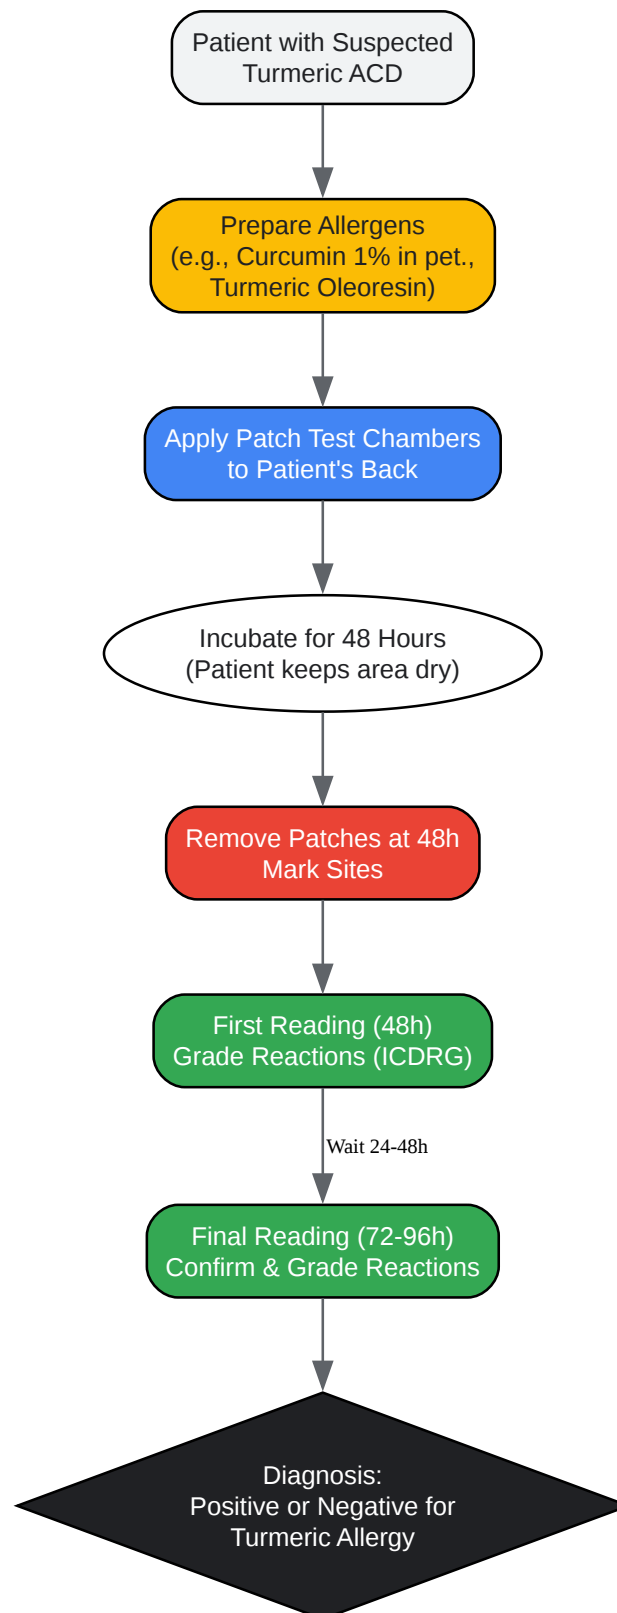 Patient with Suspected
Turmeric ACD
Prepare Allergens
(e.g., Curcumin 1% in pet.,
Turmeric Oleoresin)
Apply Patch Test Chambers
to Patient's Back
Incubate for 48 Hours
(Patient keeps area dry)
Remove Patches at 48h
Mark Sites
First Reading (48h)
Grade Reactions (ICDRG)
Wait 24-48h
Final Reading (72-96h)
Confirm & Grade Reactions
Diagnosis:
Positive or Negative for
Turmeric Allergy